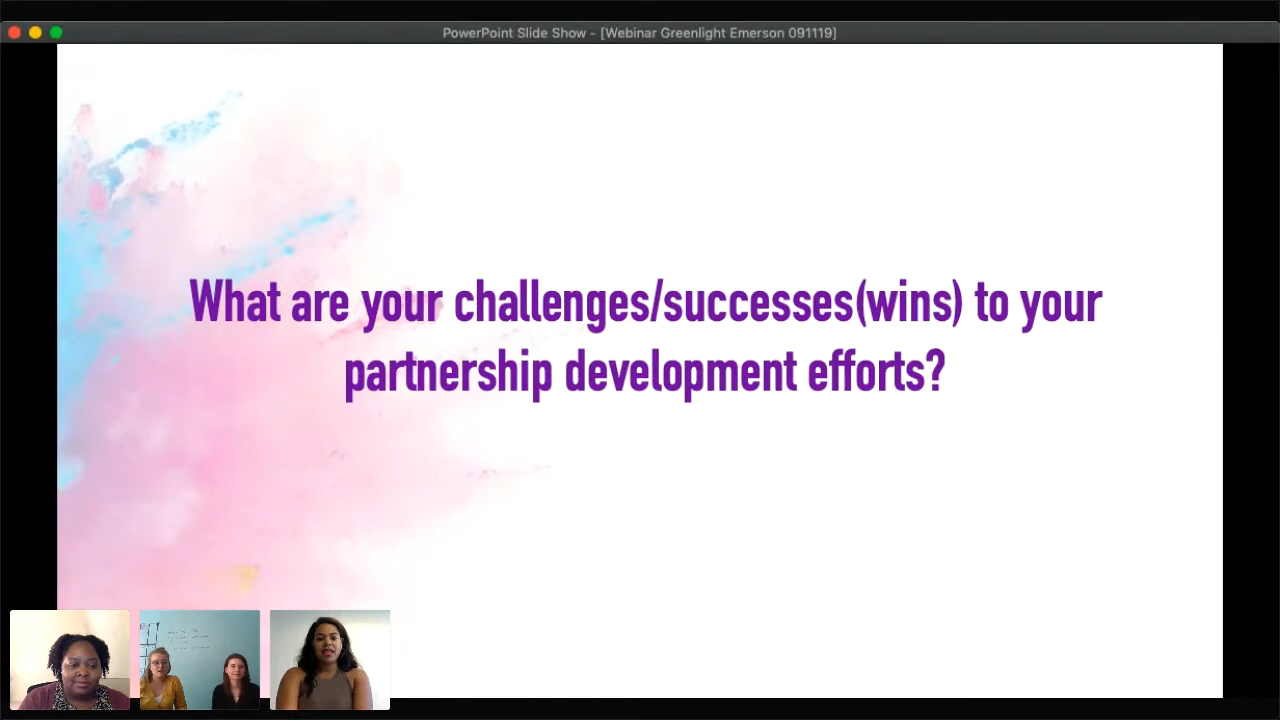 PowerPoint Slide Show - [Webinar Greenlight Emerson 091119]
What are your challenges/successes(wins) to your
partnership development efforts?